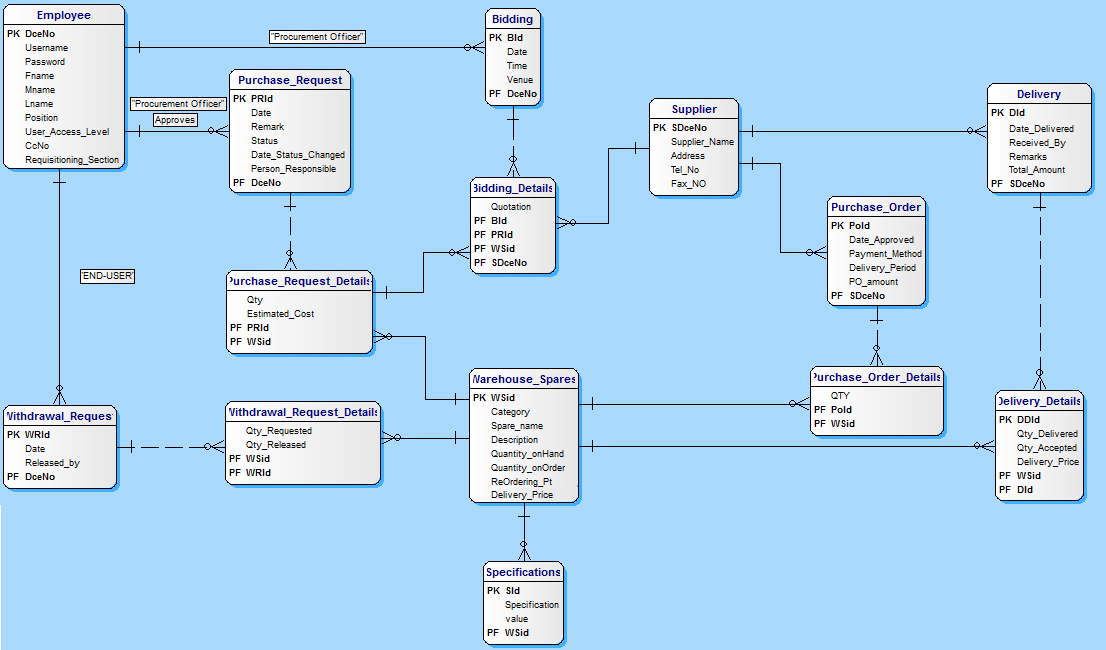 Employee
PK DceNo
Username
Password
Fname
Mname
Lname
Position
User_Access_Level
CcNo
Requisitioning_Section
"Procurement Officer"
"Procurement Officer"
Approves
'END-USER'
Purchase_Request
PK PRId
Date
Remark
Status
Date_Status_Changed
Person_Responsible
PF DceNo
Bidding
PK BId
Date
Time
Venue
PF DceNo
Supplier
PK SDceNo
Supplier_Name
Address
Tel_No
Fax_NO
Delivery
PK DId
Date_Delivered
Received_By
Remarks
Total_Amount
PF SDceNo
Bidding_Details
Quotation
PF BId
PF PRId
PF WSid
PF SDceNo
Purchase_Order
PK PoId
Date_Approved
Payment_Method
Delivery_Period
PO_amount
PF SDceNo
Purchase_Request_Details
Qty
Estimated_Cost
PF PRId
PF WSid
Warehouse_Spares
PK WSid
Category
Spare_name
Description
Quantity_onHand
Quantity_onOrder
ReOrdering_Pt
Delivery_Price
Purchase_Order_Details
QTY
PF PoId
PF WSid
Delivery_Details
PK DDId
Qty_Delivered
Qty_Accepted
Delivery_Price
PF WSid
PF DId
Withdrawal_Request
PK WRId
Date
Released_by
PF DceNo
Withdrawal_Request_Details
Qty_Requested
Qty_Released
PF WSid
PF WRId
Specifications
PK SId
Specification
value
PF WSid